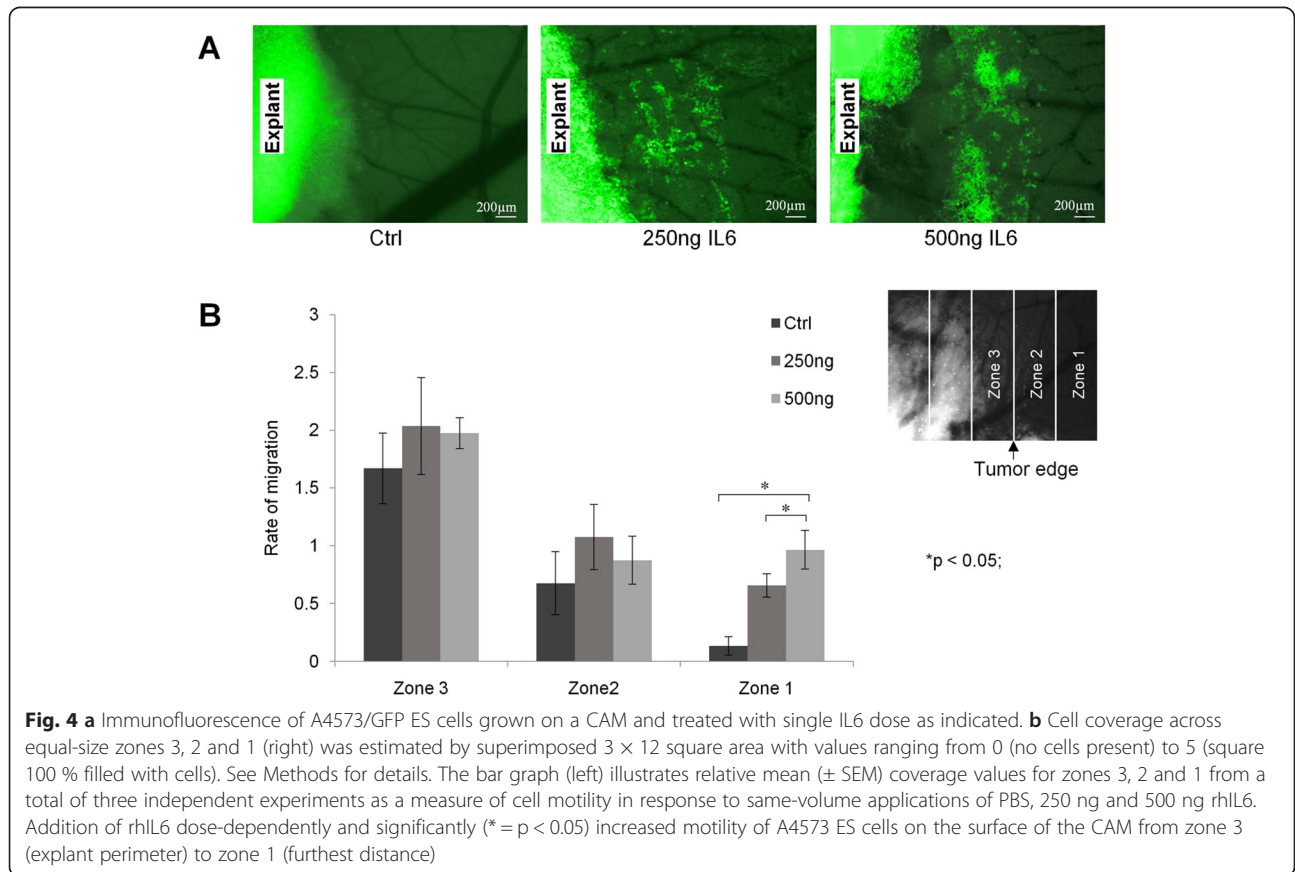 A
Explant
200µm
Ctrl
Explant
200µm
250ng IL6
Explant
200µm
500ng IL6
B
Rate of migration
3
2.5
2
1.5
1
0.5
0
Zone 3
Zone2
Zone 1
Ctrl
250ng
500ng
*
*
Zone 3
Zone 2
Zone 1
Tumor edge
*p < 0.05;
Fig. 4 a Immunofluorescence of A4573/GFP ES cells grown on a CAM and treated with single IL6 dose as indicated. b Cell coverage across
equal-size zones 3, 2 and 1 (right) was estimated by superimposed 3 × 12 square area with values ranging from 0 (no cells present) to 5 (square
100 % filled with cells). See Methods for details. The bar graph (left) illustrates relative mean (± SEM) coverage values for zones 3, 2 and 1 from a
total of three independent experiments as a measure of cell motility in response to same-volume applications of PBS, 250 ng and 500 ng rhIL6.
Addition of rhIL6 dose-dependently and significantly (* = p < 0.05) increased motility of A4573 ES cells on the surface of the CAM from zone 3
(explant perimeter) to zone 1 (furthest distance)